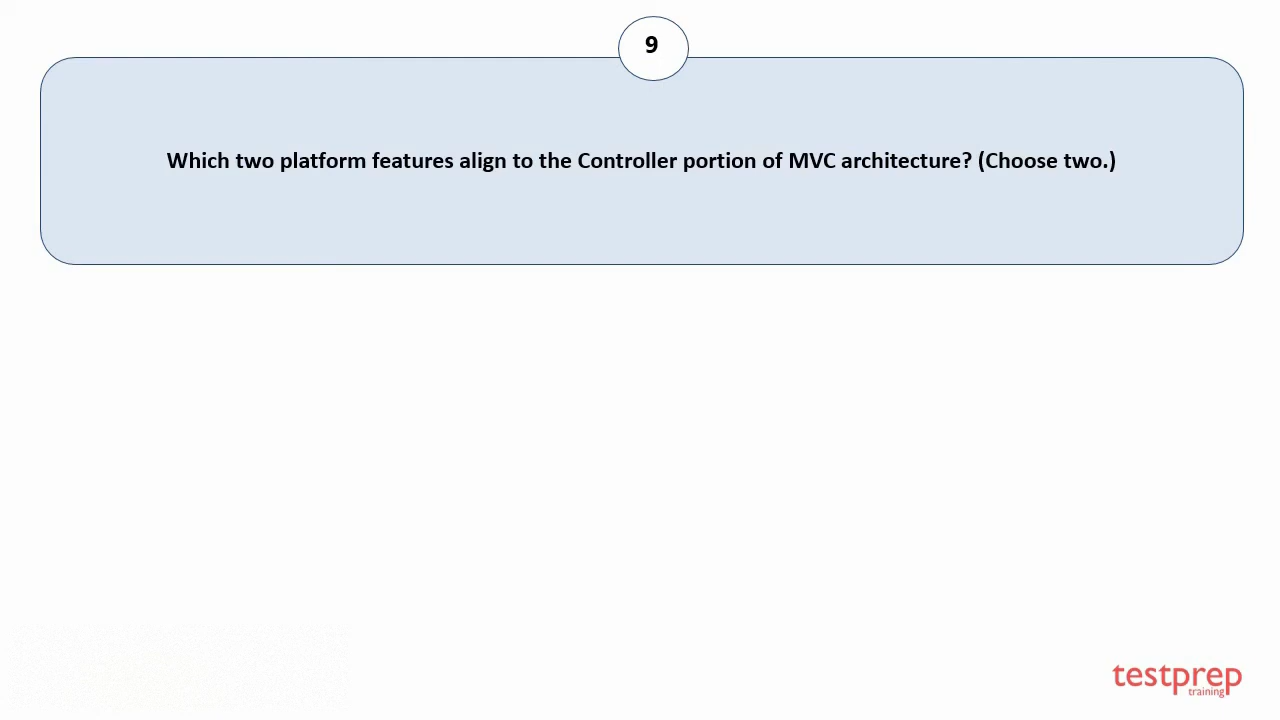 9
Which two platform features align to the Controller portion of MVC architecture? (Choose two.)
testprep
training